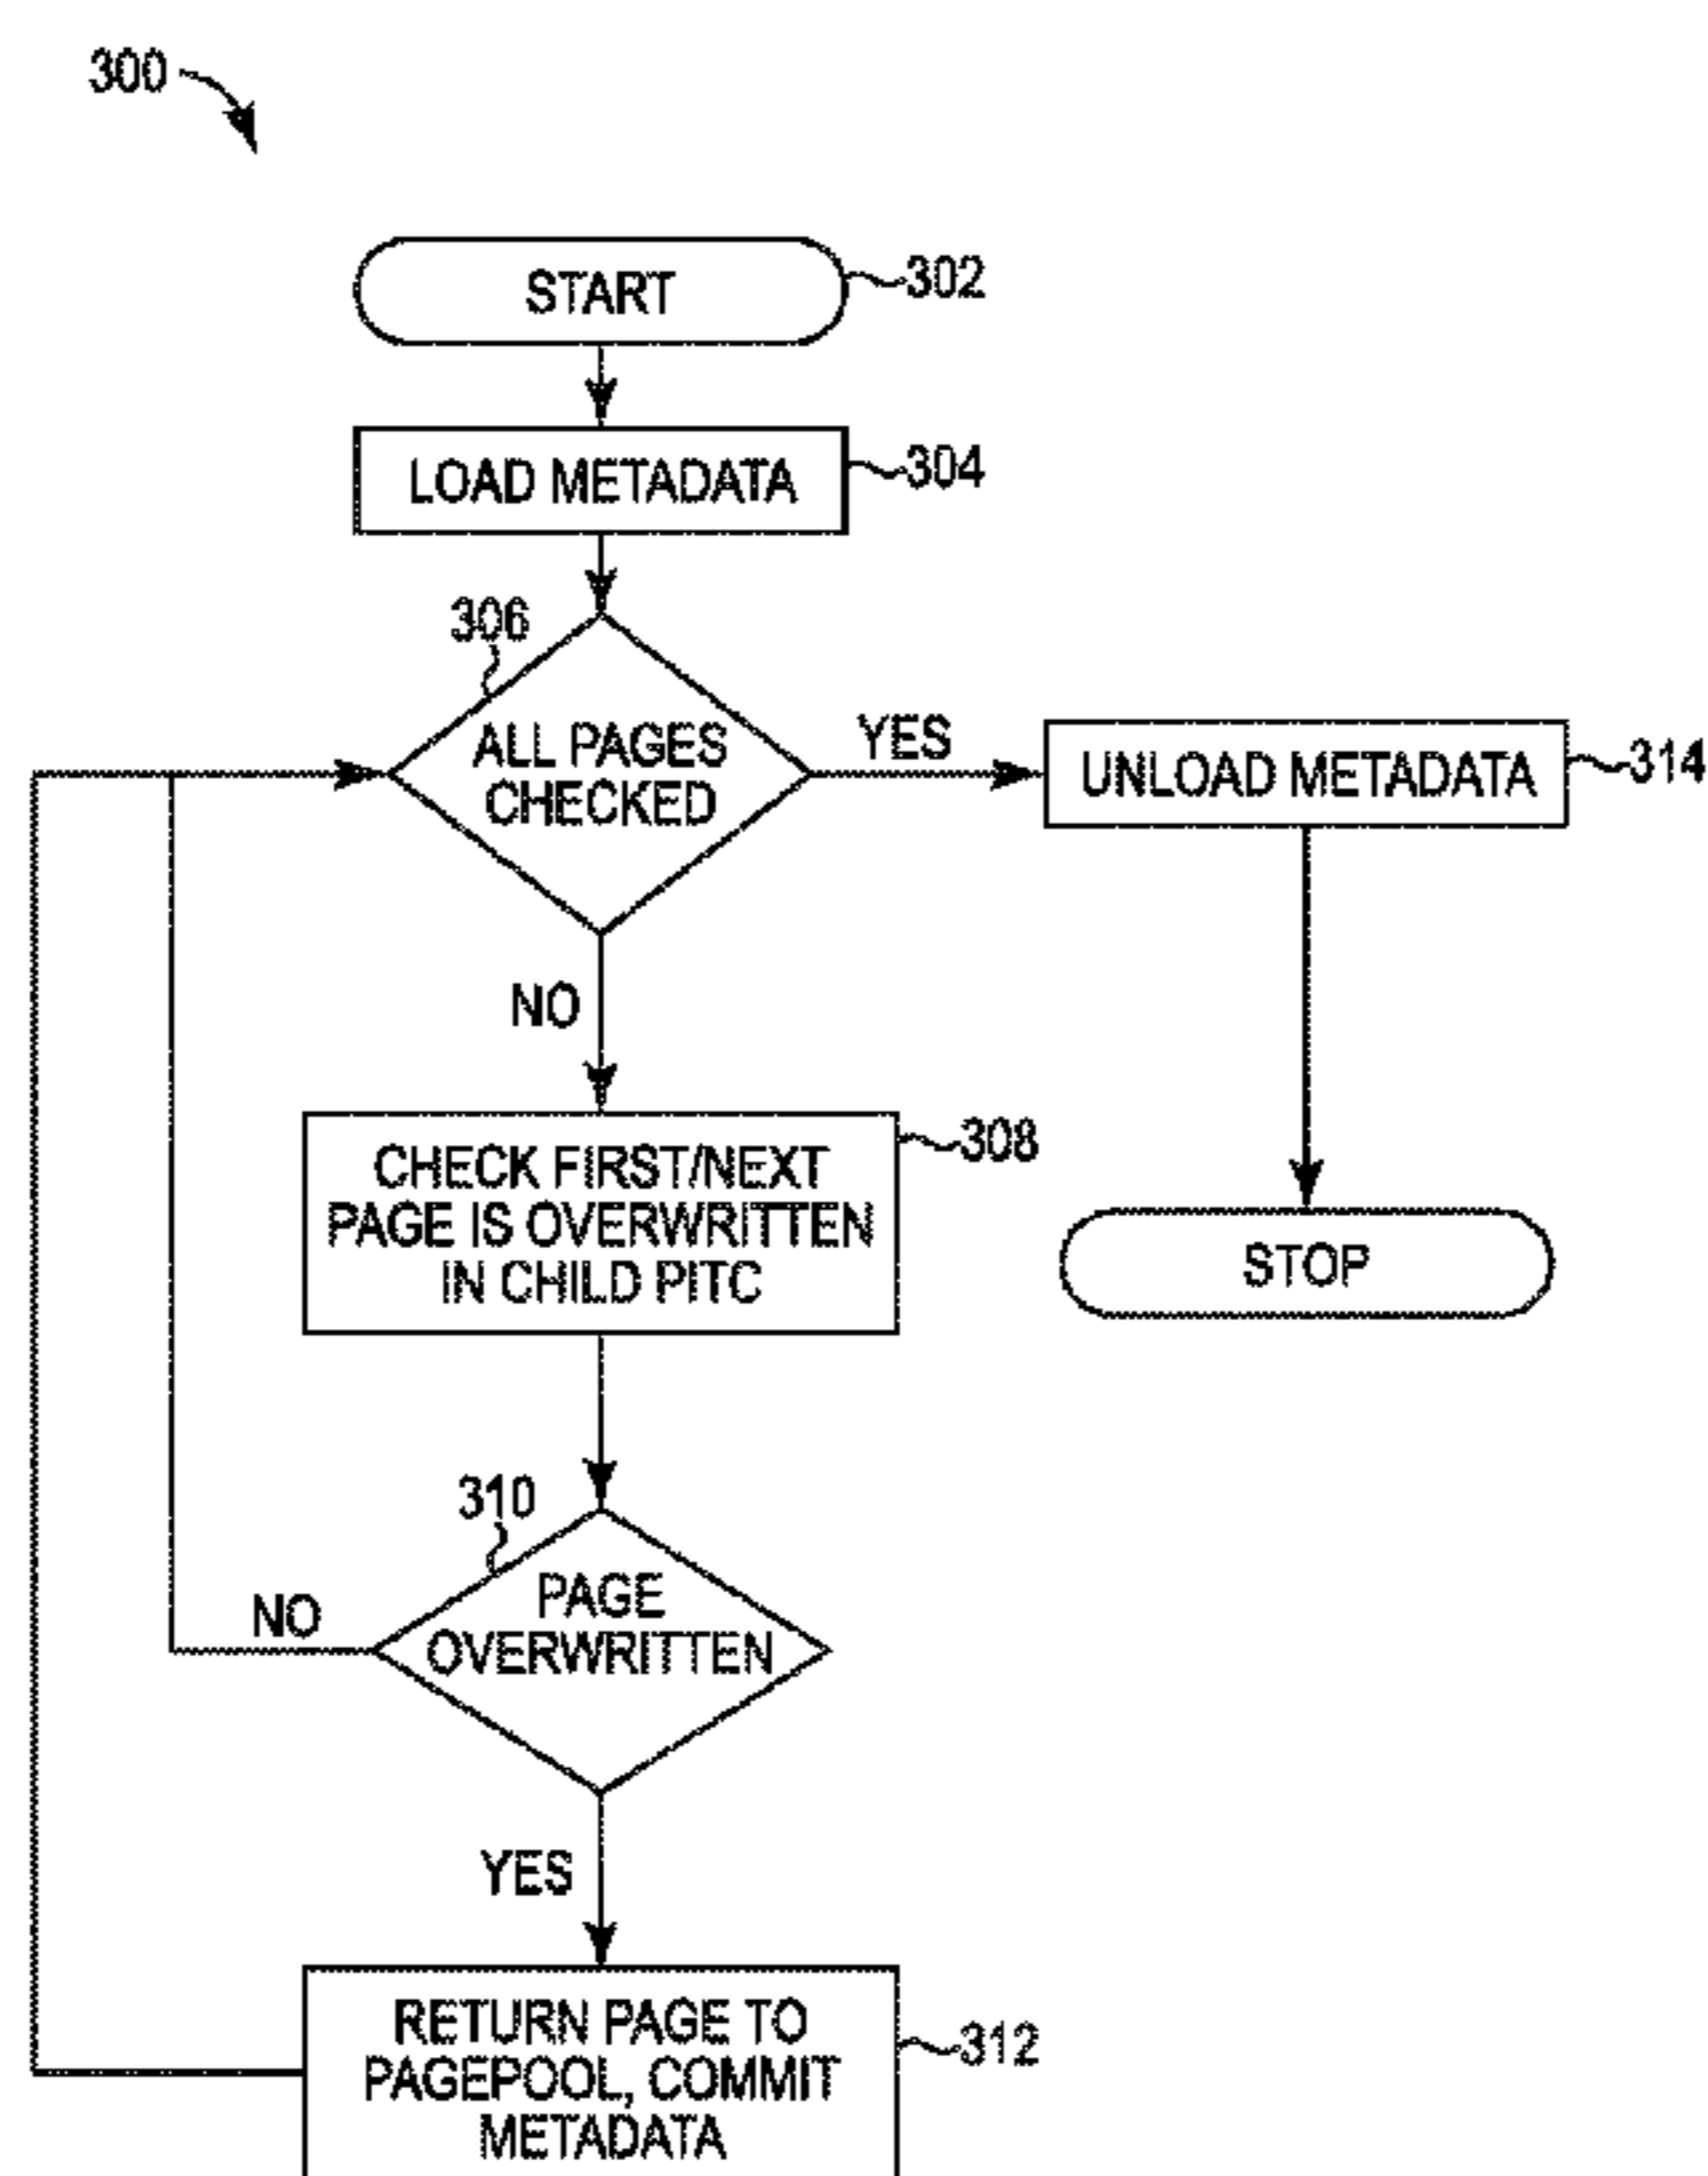 300
START
302
LOAD METADATA
304
306
ALL PAGES
CHECKED
YES
UNLOAD METADATA
314
NO
CHECK FIRST/NEXT
PAGE IS OVERWRITTEN
IN CHILD PITC
308
STOP
310
PAGE
OVERWRITTEN
NO
YES
RETURN PAGE TO
PAGEPOOL, COMMIT
METADATA
312